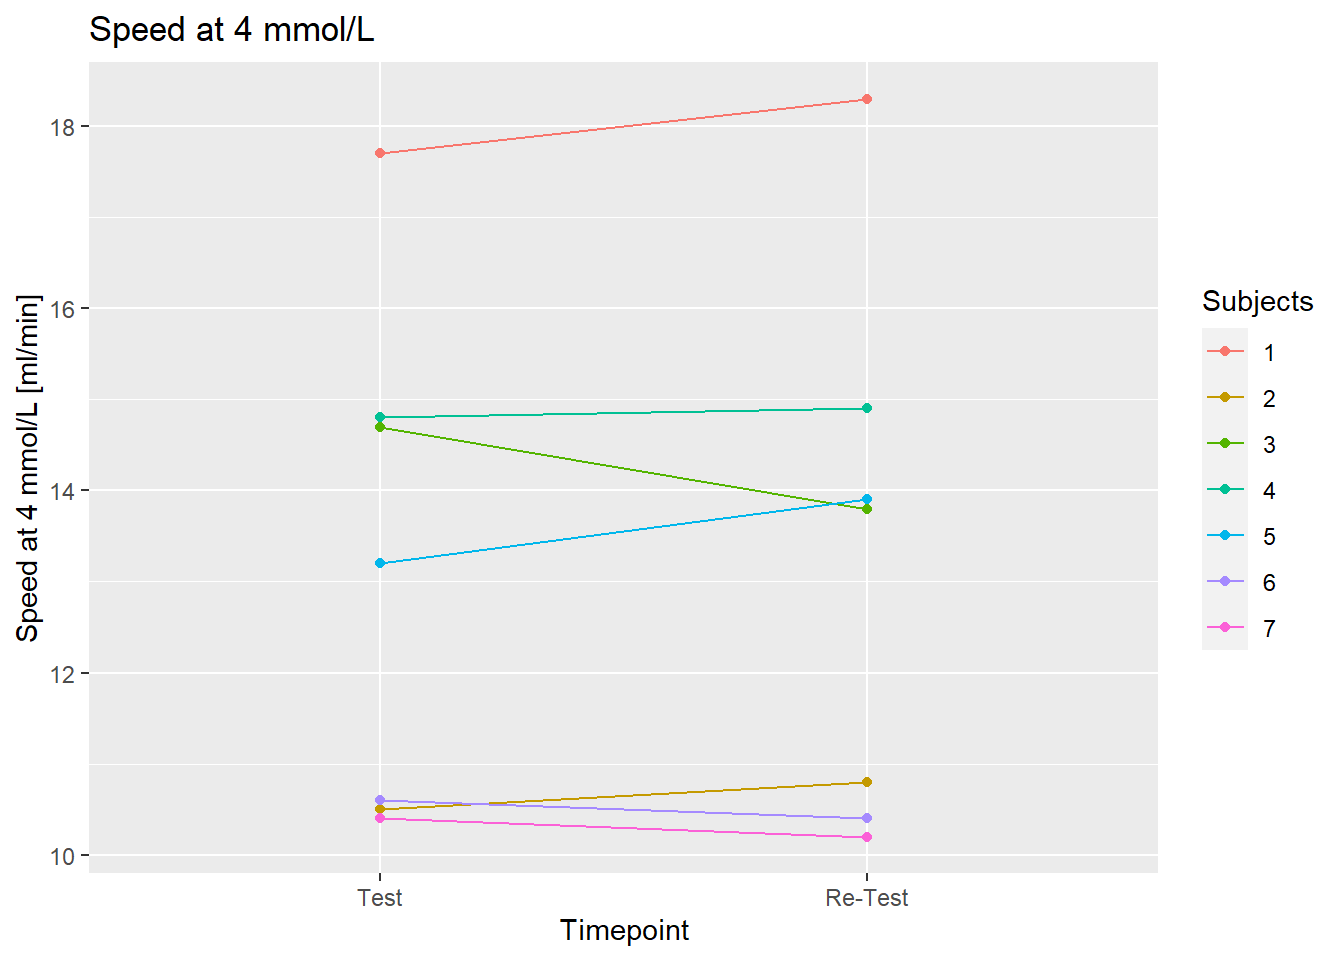 Speed at 4 mmol/L
Speed at 4 mmol/L [ml/min]
18
16
14
12
10
Test
Re-Test
Timepoint
Subjects
1
2
3
4
5
6
7